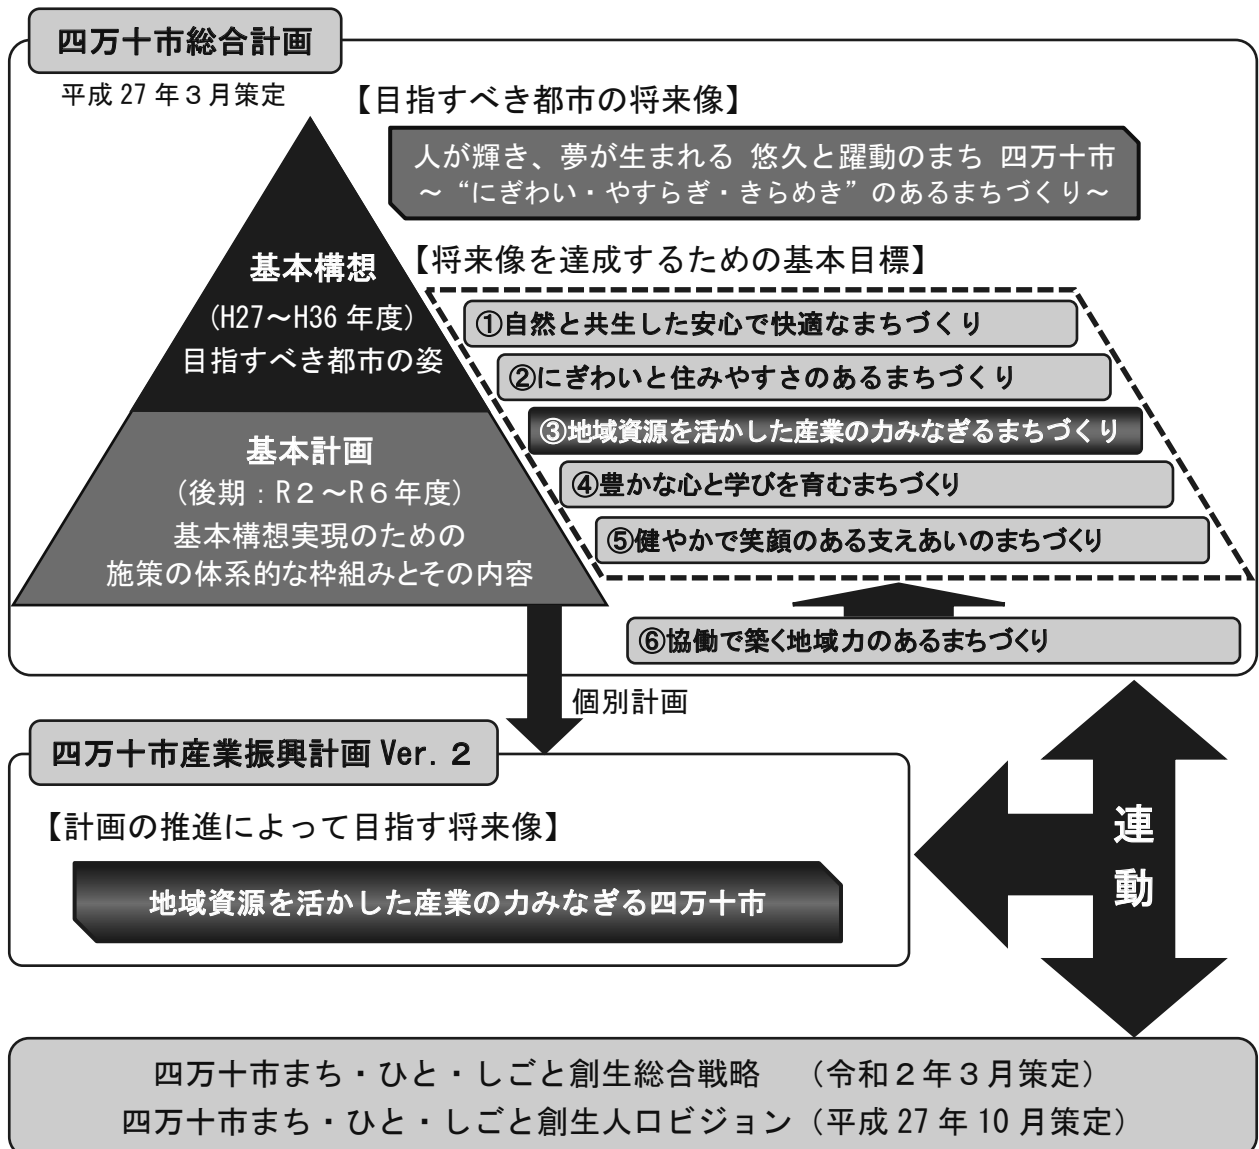 四万十市総合計画
平成27年3月策定
【目指すべき都市の将来像】
人が輝き、夢が生まれる 悠久と躍動のまち 四万十市
~“にぎわい・やすらぎ・きらめき”のあるまちづくり~
基本構想
(H27~H36年度)
目指すべき都市の姿
【将来像を達成するための基本目標】
①自然と共生した安心で快適なまちづくり
②にぎわいと住みやすさのあるまちづくり
③地域資源を活かした産業の力みなぎるまちづくり
④豊かな心と学びを育むまちづくり
⑤健やかで笑顔のある支えあいのまちづくり
基本計画
(後期:R2~R6年度)
基本構想実現のための
施策の体系的な枠組みとその内容
⑥協働で築く地域力のあるまちづくり
個別計画
四万十市産業振興計画 Ver. 2
【計画の推進によって目指す将来像】
地域資源を活かした産業の力みなぎる四万十市
連動
四万十市まち・ひと・しごと創生総合戦略 (令和2年3月策定)
四万十市まち・ひと・しごと創生人口ビジョン(平成27年10月策定)